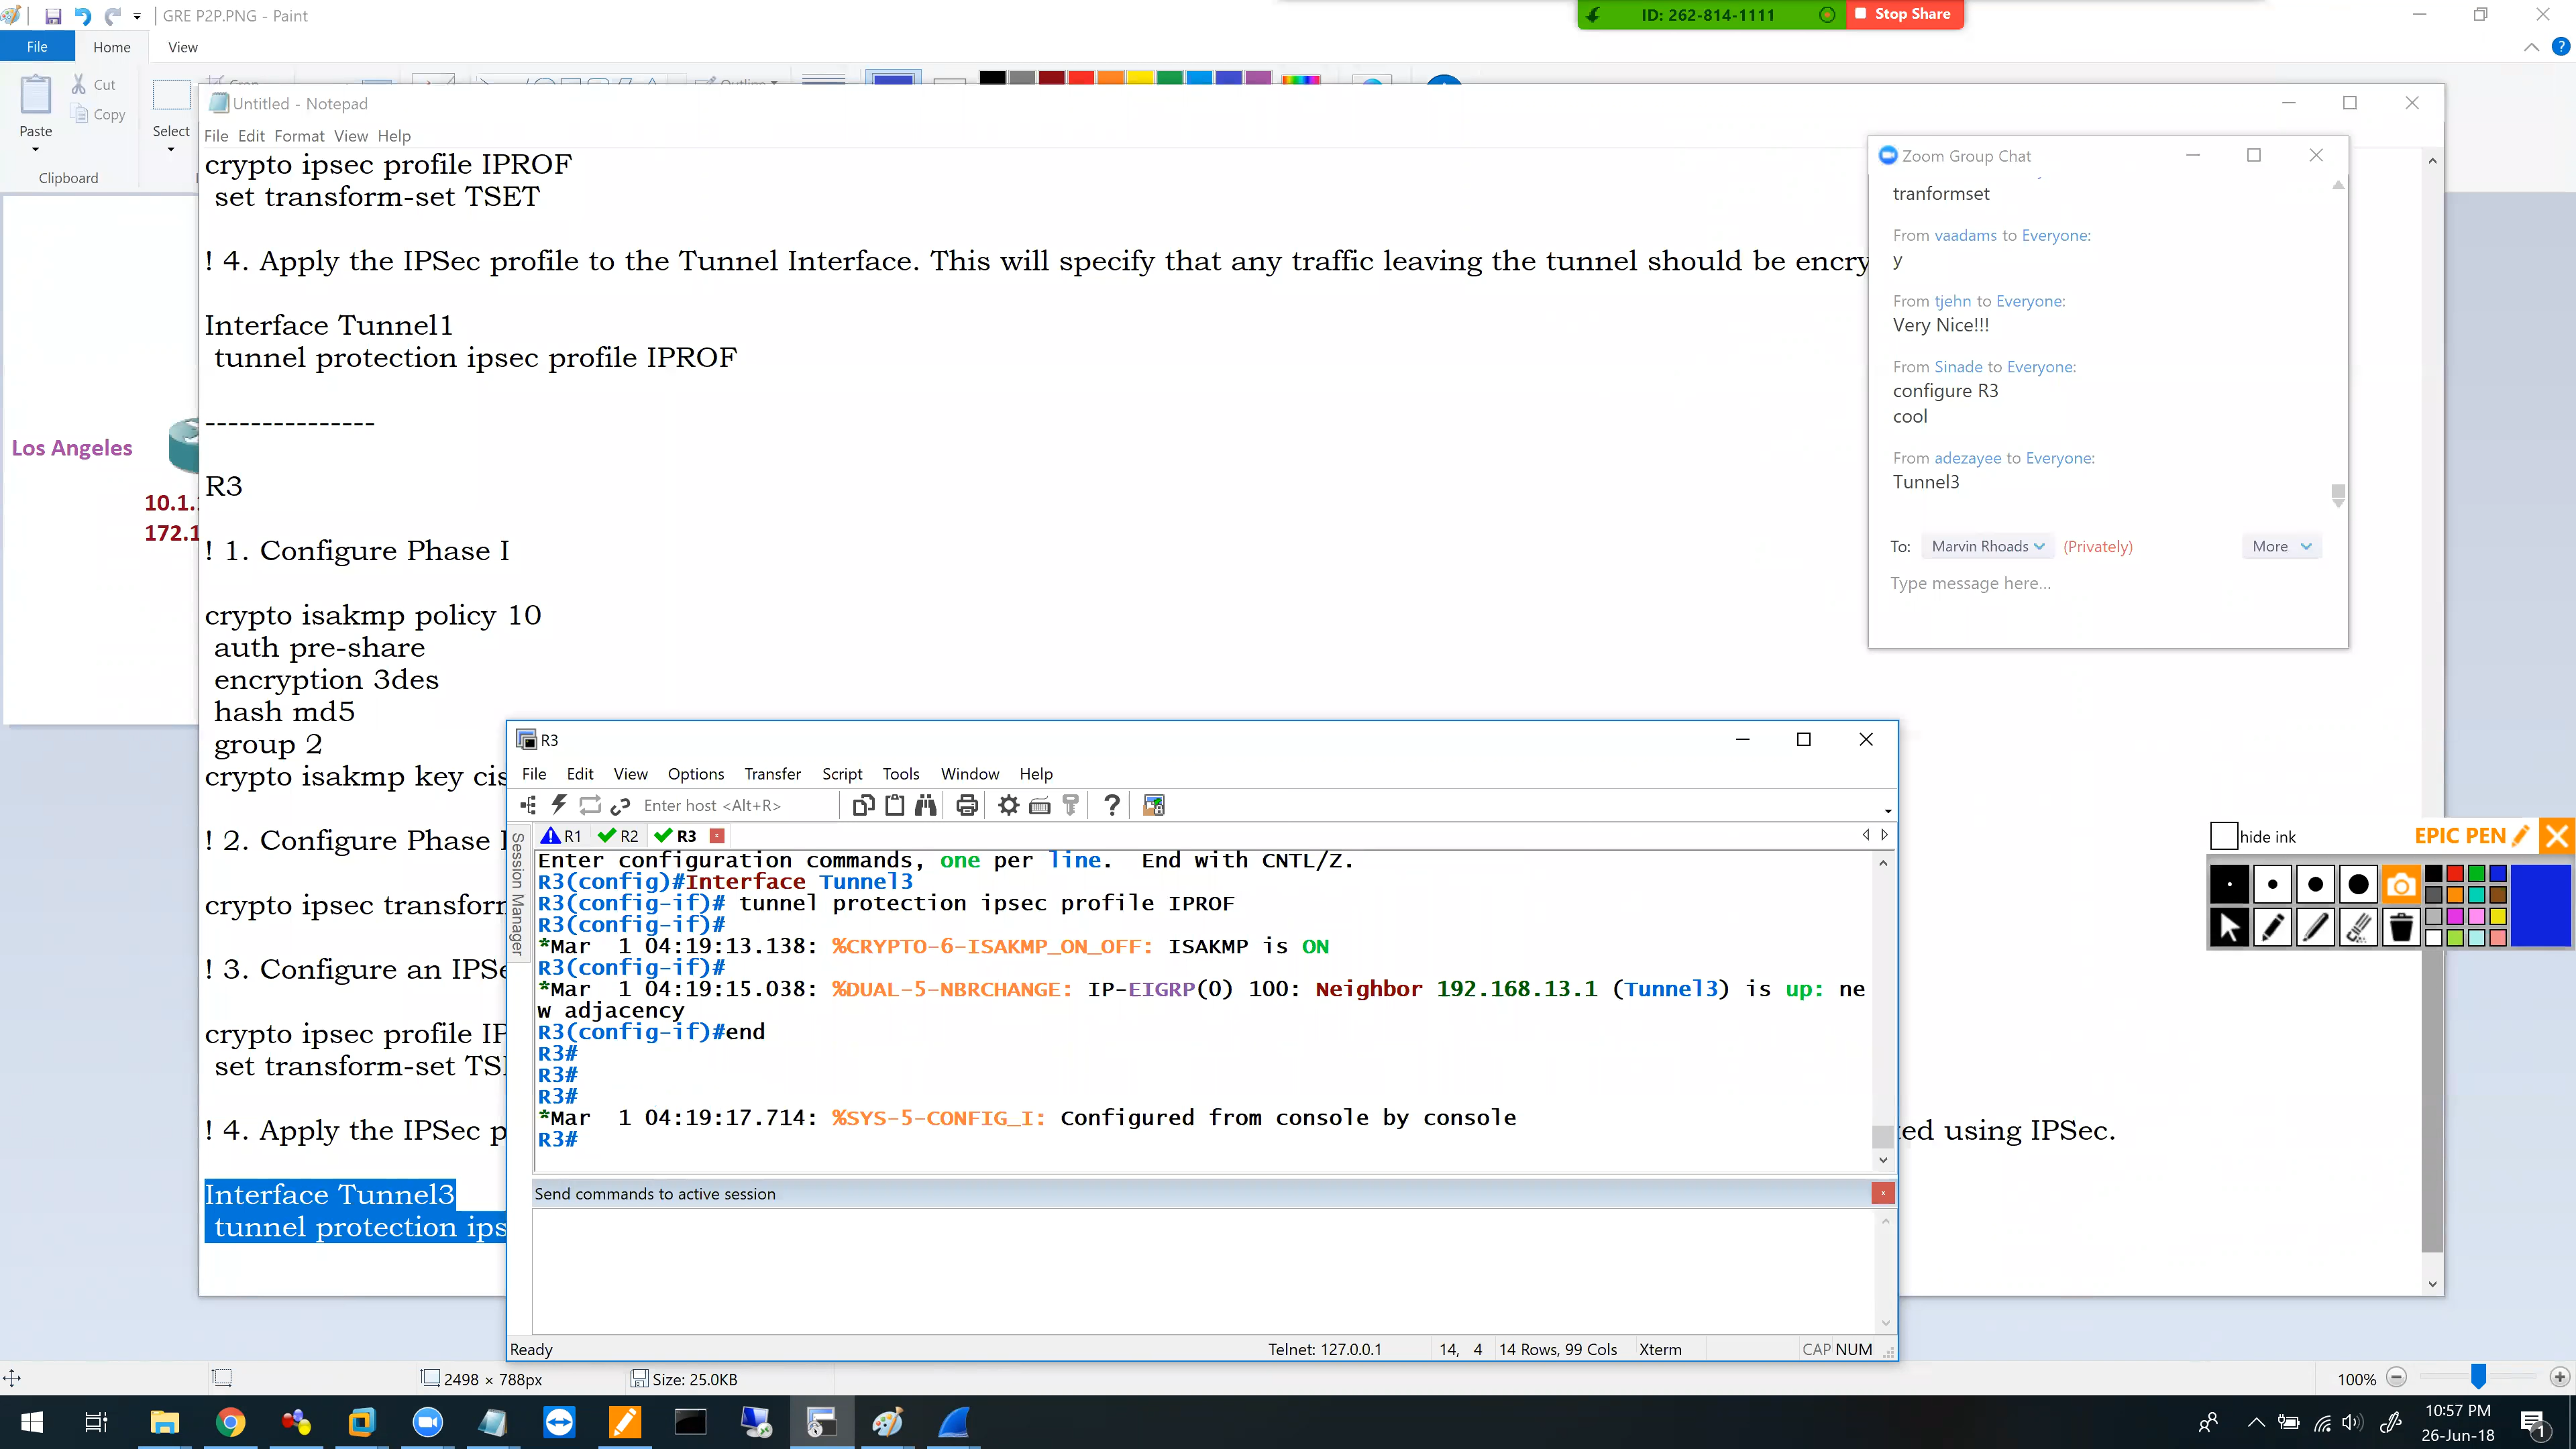 GRE P2P.PNG - Paint
ID: 262-814-1111
Stop Share
File
Home
View
Cut
Copy
Paste
Select
Clipboard
Untitled - Notepad
File Edit Format View Help
crypto ipsec profile IPROF
set transform-set TSET
! 4. Apply the IPSec profile to the Tunnel Interface. This will specify that any traffic leaving the tunnel should be encry
Interface Tunnel1
tunnel protection ipsec profile IPROF
---------------
R3
! 1. Configure Phase I
crypto isakmp policy 10
auth pre-share
encryption 3des
hash md5
group 2
crypto isakmp key cis
! 2. Configure Phase I
crypto ipsec transform
! 3. Configure an IPSe
crypto ipsec profile IP
set transform-set TS
! 4. Apply the IPSec p
ed using IPSec.
Interface Tunnel3
tunnel protection ips
Los Angeles
10.1.
172.1
Zoom Group Chat
tranformset
From vaadams to Everyone:
y
From tjehn to Everyone:
Very Nice!!!
From Sinade to Everyone:
configure R3
cool
From adezayee to Everyone:
Tunnel3
To: Marvin Rhoads (Privately)
More
Type message here...
R3
File Edit View Options Transfer Script Tools Window Help
Enter host <Alt+R>
R1 R2 R3
Session Manager
Enter configuration commands, one per line.  End with CNTL/Z.
R3(config)#Interface Tunnel3
R3(config-if)# tunnel protection ipsec profile IPROF
R3(config-if)#
*Mar  1 04:19:13.138: %CRYPTO-6-ISAKMP_ON_OFF: ISAKMP is ON
R3(config-if)#
*Mar  1 04:19:15.038: %DUAL-5-NBRCHANGE: IP-EIGRP(0) 100: Neighbor 192.168.13.1 (Tunnel3) is up: ne
w adjacency
R3(config-if)#end
R3#
R3#
R3#
*Mar  1 04:19:17.714: %SYS-5-CONFIG_I: Configured from console by console
R3#
Send commands to active session
Ready
Telnet: 127.0.0.1
14, 4
14 Rows, 99 Cols
Xterm
CAP NUM
hide ink
EPIC PEN
2498 × 788px
Size: 25.0KB
100%
10:57 PM
26-Jun-18
1